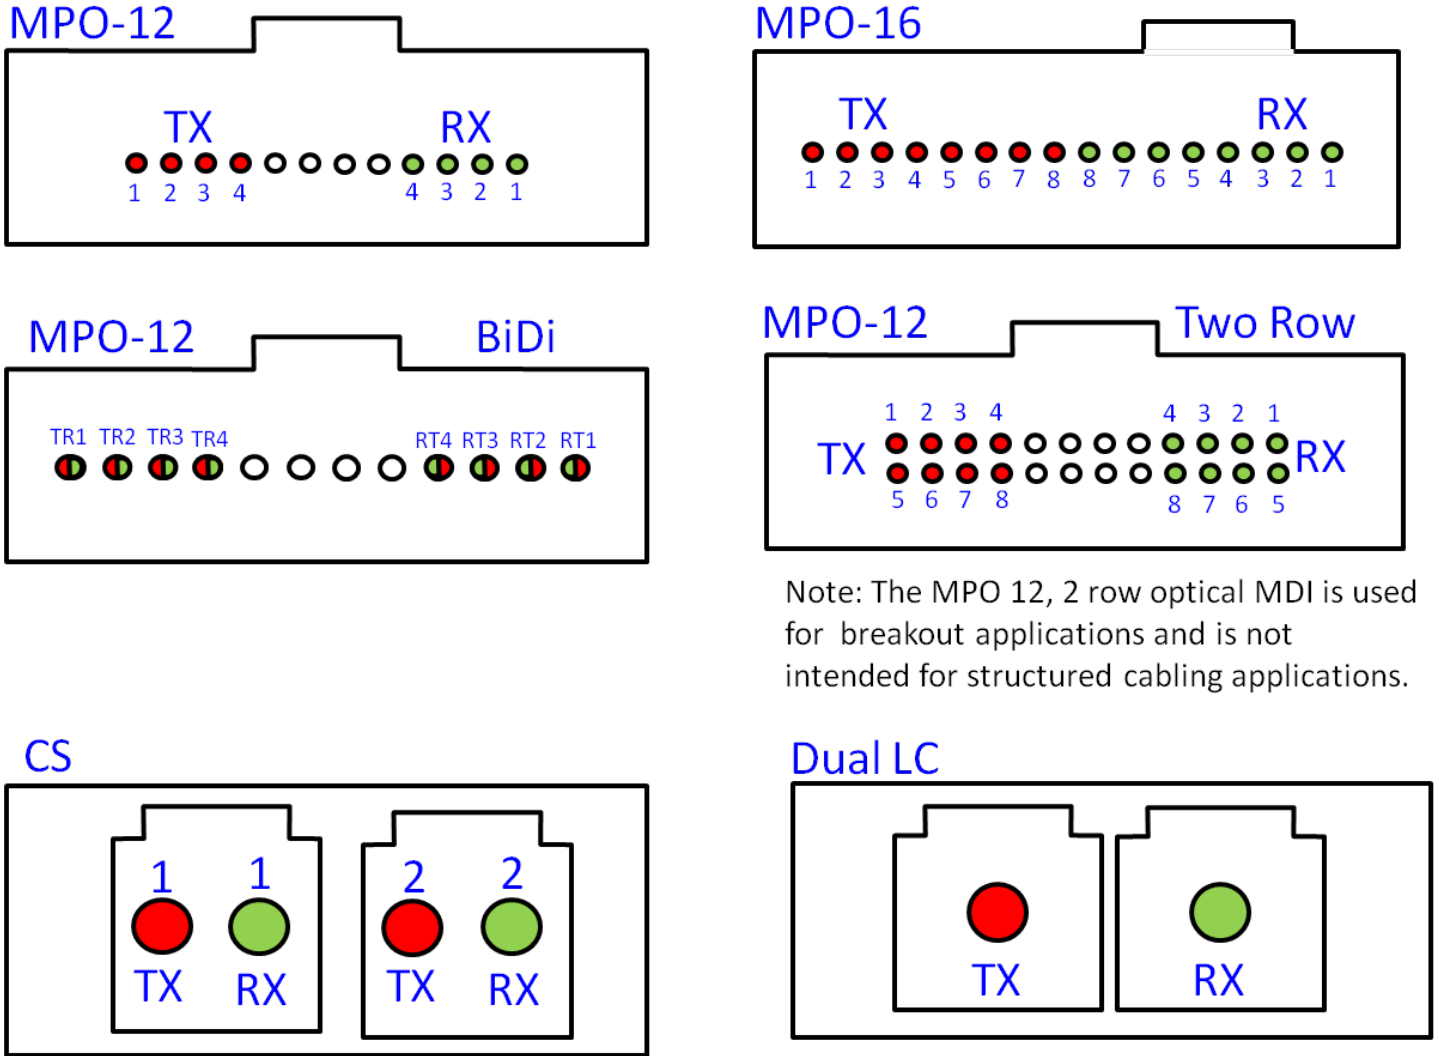 MPO-12
TX RX
1 2 3 4 4 3 2 1
MPO-16
TX RX
1 2 3 4 5 6 7 8 8 7 6 5 4 3 2 1
MPO-12 BiDi
TR1 TR2 TR3 TR4 RT4 RT3 RT2 RT1
MPO-12 Two Row
1 2 3 4 4 3 2 1
TX RX
5 6 7 8 8 7 6 5
Note: The MPO 12, 2 row optical MDI is used
for breakout applications and is not
intended for structured cabling applications.
CS
1 1 2 2
TX RX TX RX
Dual LC
TX RX